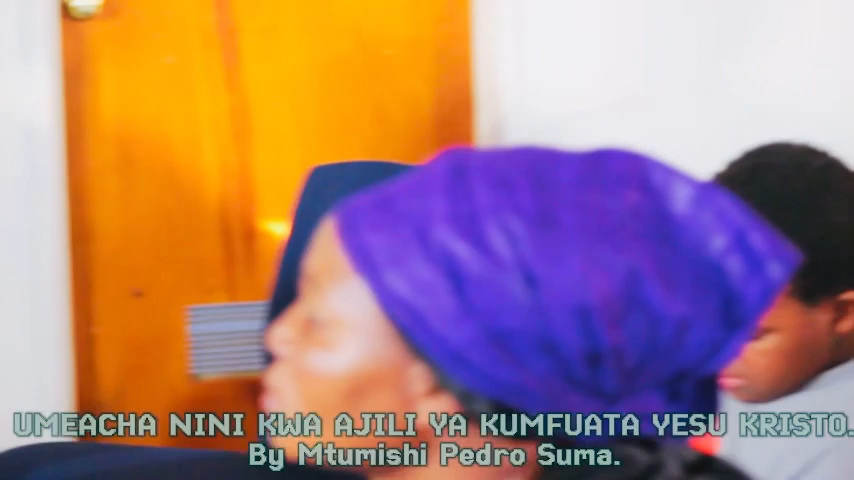 UMEACHA NINI KWA AJILI YA KUMFUATA YESU KRISTO.
By Mtumishi Pedro Suma.